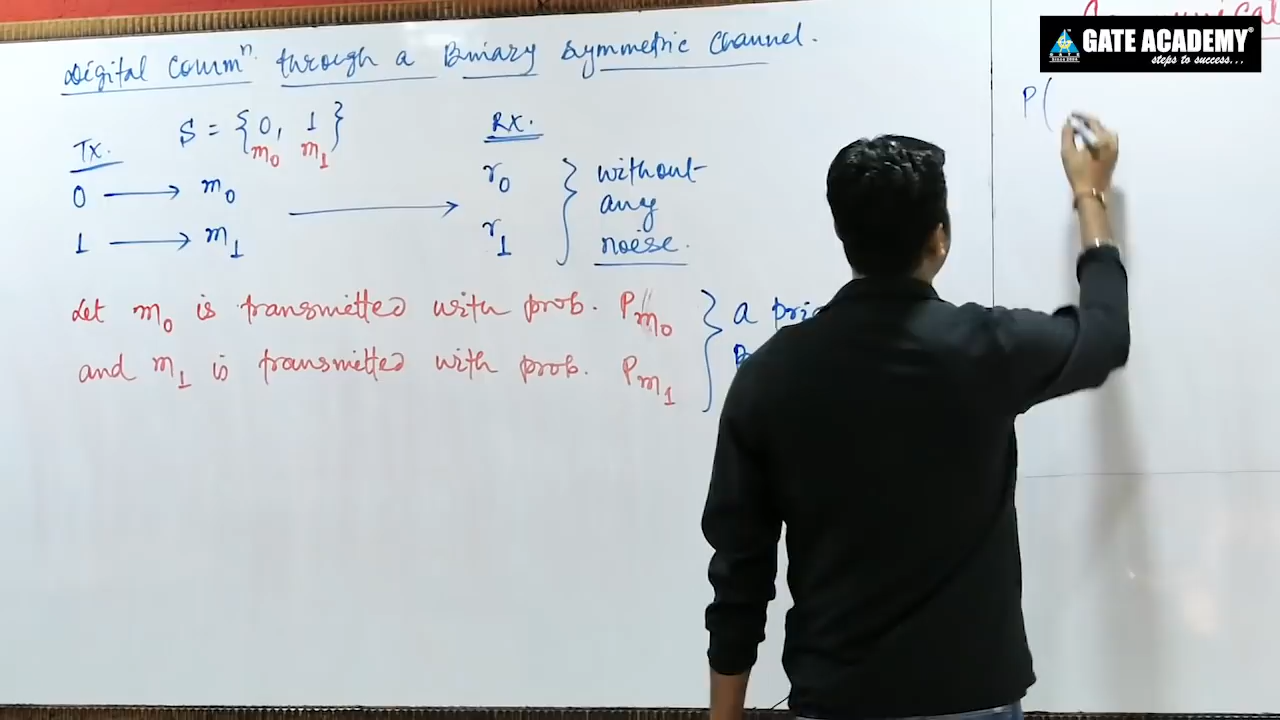 Digital commⁿ. through a Binary symmetric channel.
S = {0, 1}
m₀ m₁
Tx.
0 → m₀
1 → m₁
Rx.
r₀
r₁
without
any
noise.
Let m₀ is transmitted with prob. Pm₀
and m₁ is transmitted with prob. Pm₁
a
P(
GATE ACADEMY
steps to success...